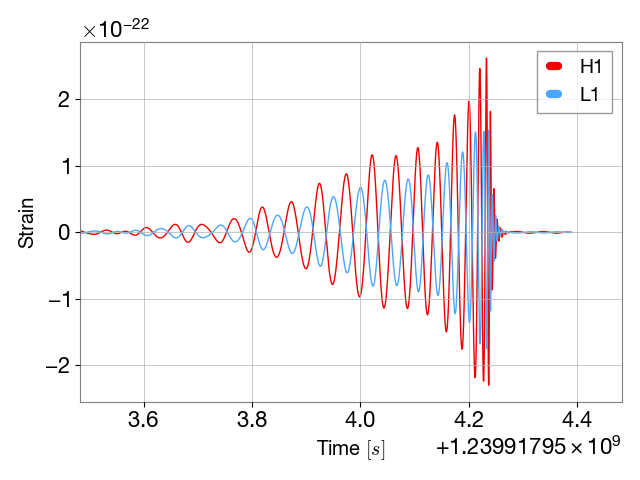 ×10⁻²²
H1
L1
2
1
0
−1
−2
Strain
3.6 3.8 4.0 4.2 4.4
Time [s]
+1.23991795 × 10⁹